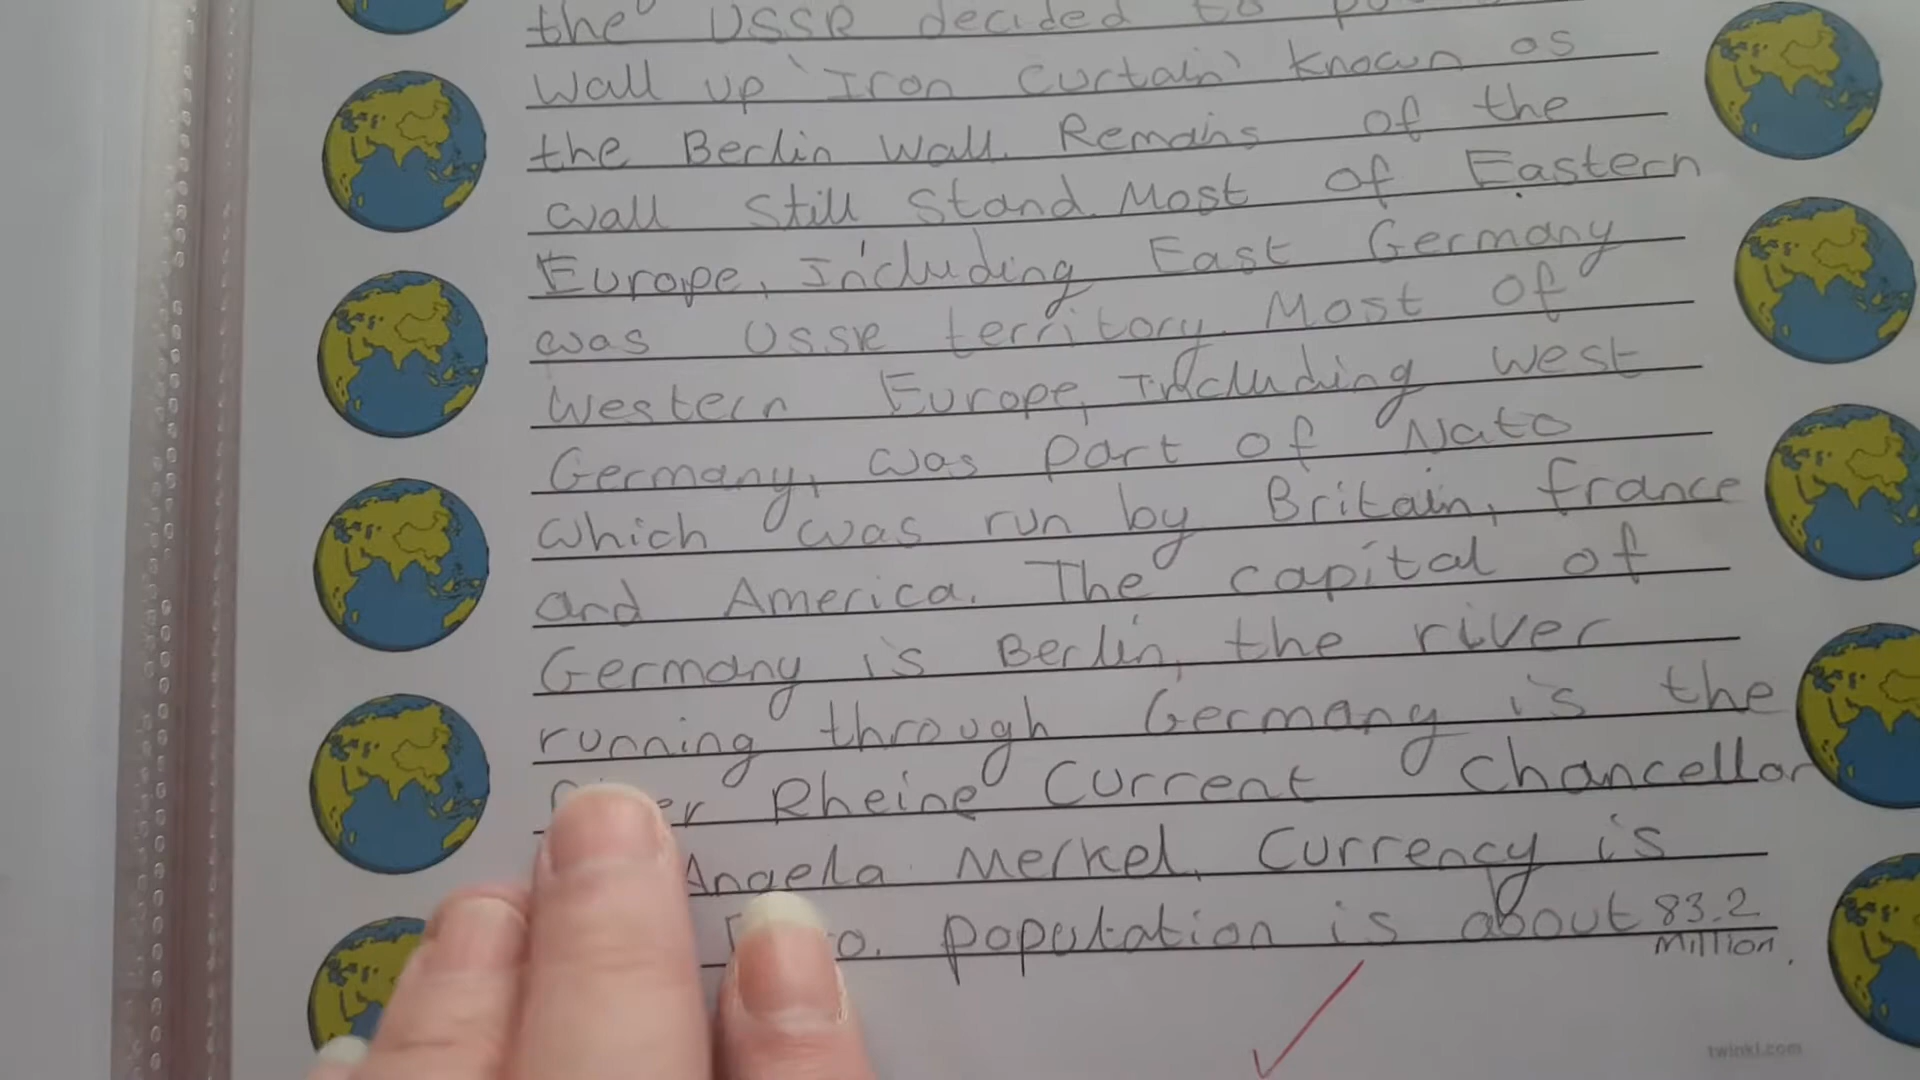 the USSR decided to
Wall up 'Iron Curtain' known as
the Berlin Wall. Remains of the
wall still stand. Most of Eastern
Europe, Including East Germany
was USSR territory. Most of
Western Europe, Including West
Germany, was part of Nato
which was run by Britain, france
and America. The capital of
Germany is Berlin, the river
running through Germany is the
Rheine Current Chancellor
Angela Merkel. Currency is
population is about 83.2
Million.
twinkl.com